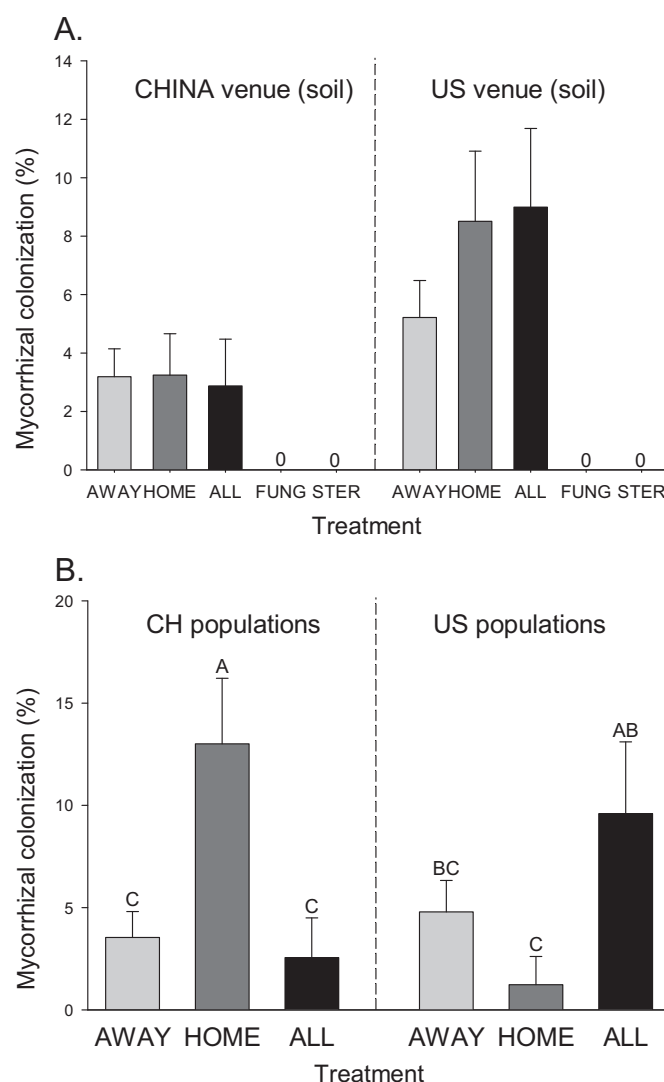 A.
CHINA venue (soil) US venue (soil)
Mycorrhizal colonization (%)
14
12
10
8
6
4
2
0
0 0 0 0
AWAY HOME ALL FUNG STER AWAY HOME ALL FUNG STER
Treatment
B.
CH populations US populations
Mycorrhizal colonization (%)
20
15
10
5
0
C A C BC C AB
AWAY HOME ALL AWAY HOME ALL
Treatment